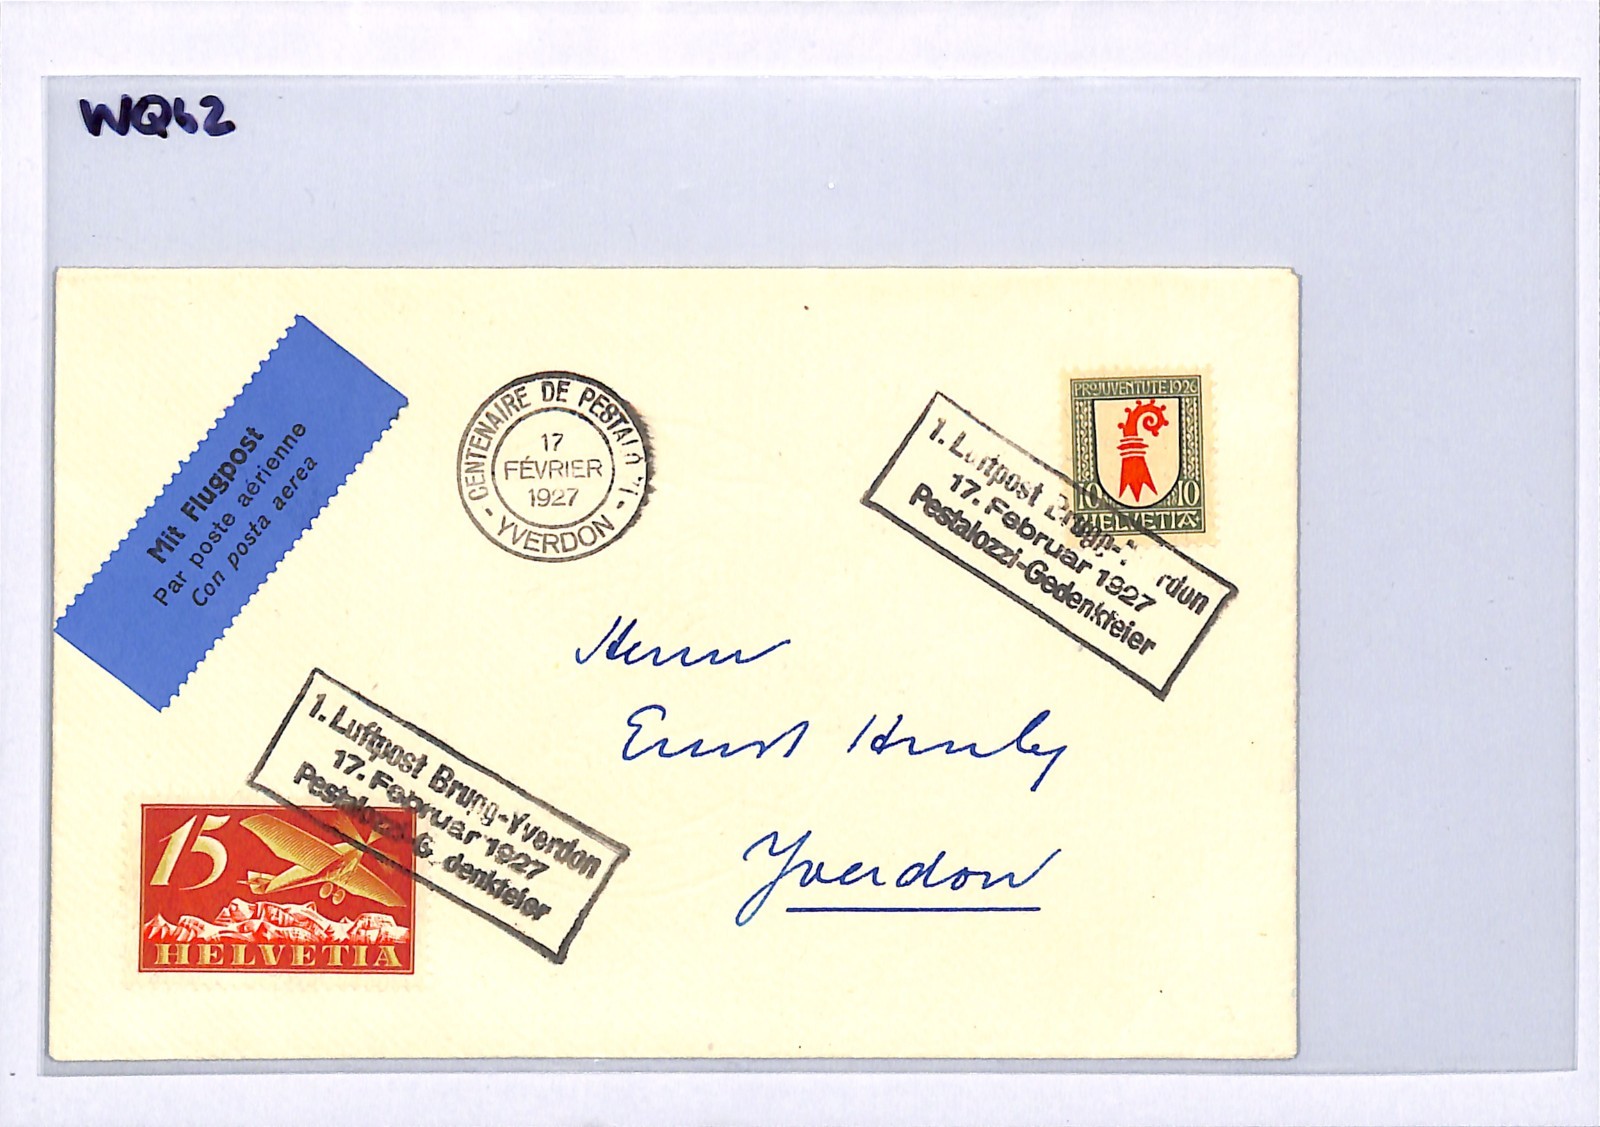 WQ62
Mit Flugpost
Par poste aérienne
Con posta aerea
CENTENAIRE DE
- YVERDON -
17
FÉVRIER
1927
PRO JUVENTUTE 1926
10 10
HELVETIA
1. Luftpost
17. Februar 1927
Pestalozzi-Gedenkfeier
Herrn
Ernst
Yverdon
1. Luftpost Brugg-Yverdon
17. Februar 1927
15
HELVETIA